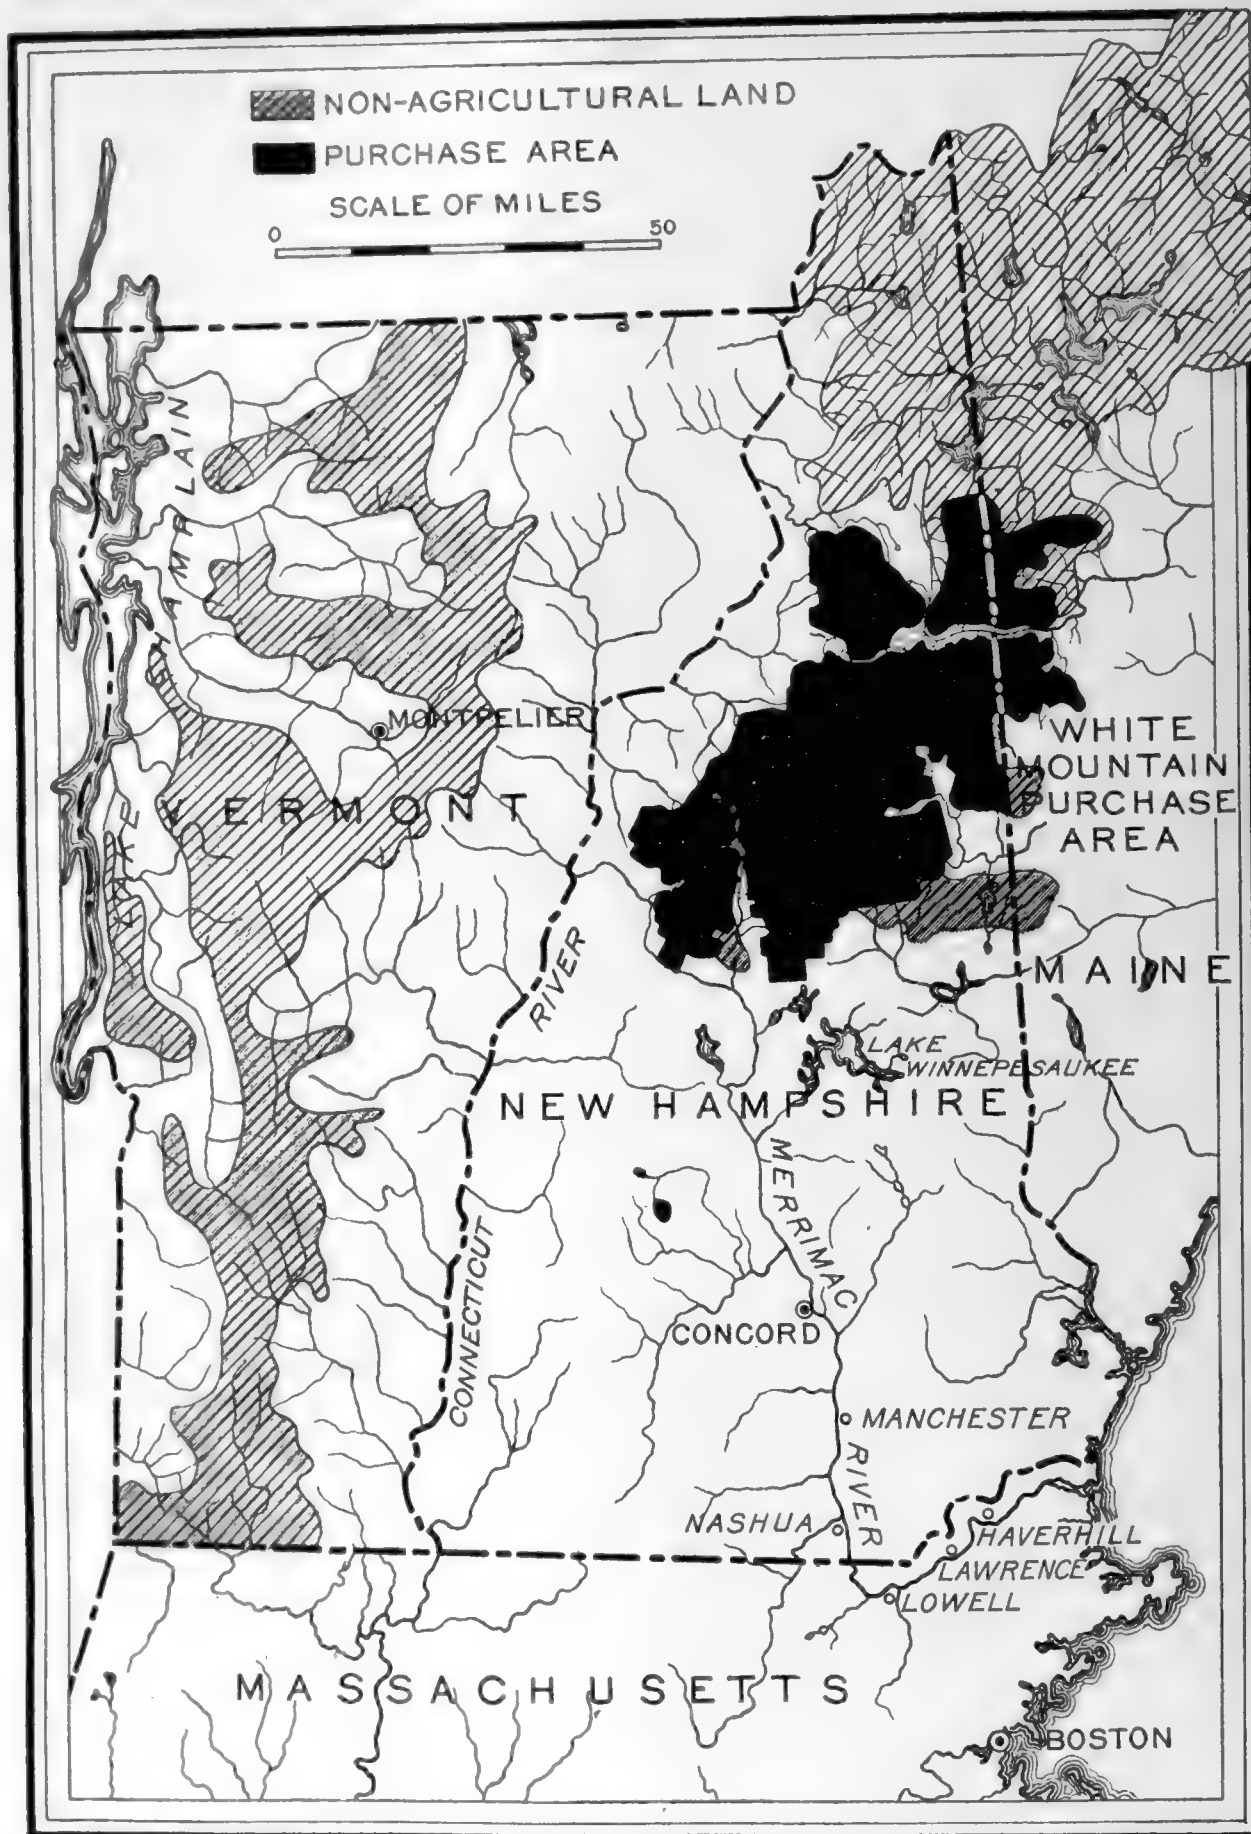 NON-AGRICULTURAL LAND
PURCHASE AREA
SCALE OF MILES
0 50
LAKE CHAMPLAIN
MONTPELIER
VERMONT
WHITE
MOUNTAIN
PURCHASE
AREA
MAINE
CONNECTICUT RIVER
LAKE
WINNEPESAUKEE
NEW HAMPSHIRE
MERRIMAC RIVER
CONCORD
MANCHESTER
NASHUA
HAVERHILL
LAWRENCE
LOWELL
MASSACHUSETTS
BOSTON